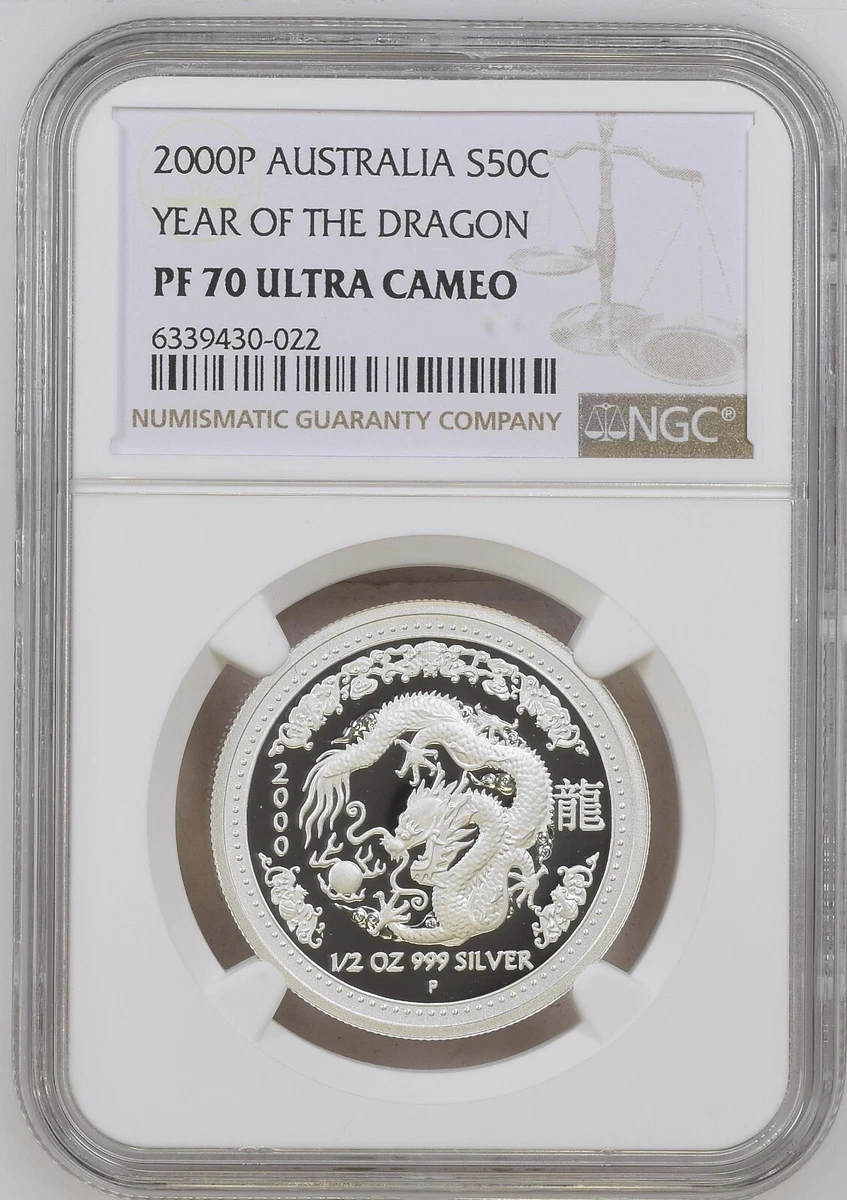 2000P AUSTRALIA S50C
YEAR OF THE DRAGON
PF 70 ULTRA CAMEO
6339430-022
NUMISMATIC GUARANTY COMPANY
NGC®
2000
龍
1/2 OZ 999 SILVER
P